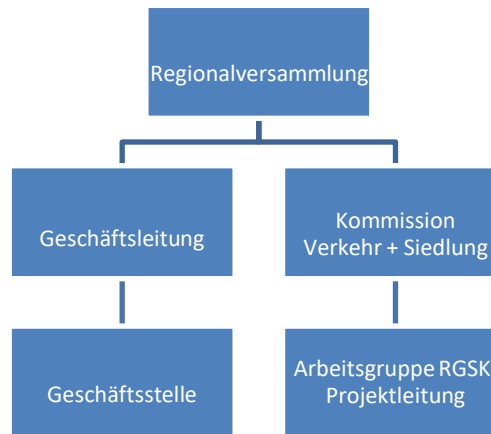 Regionalversammlung
Geschäftsleitung
Kommission
Verkehr + Siedlung
Geschäftsstelle
Arbeitsgruppe RGSK
Projektleitung